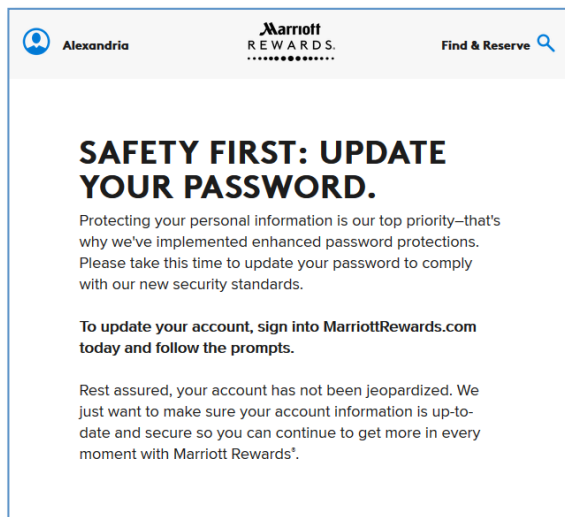 Alexandria
Marriott
REWARDS.
Find & Reserve
SAFETY FIRST: UPDATE
YOUR PASSWORD.
Protecting your personal information is our top priority–that's
why we've implemented enhanced password protections.
Please take this time to update your password to comply
with our new security standards.
To update your account, sign into MarriottRewards.com
today and follow the prompts.
Rest assured, your account has not been jeopardized. We
just want to make sure your account information is up-to-
date and secure so you can continue to get more in every
moment with Marriott Rewards®.